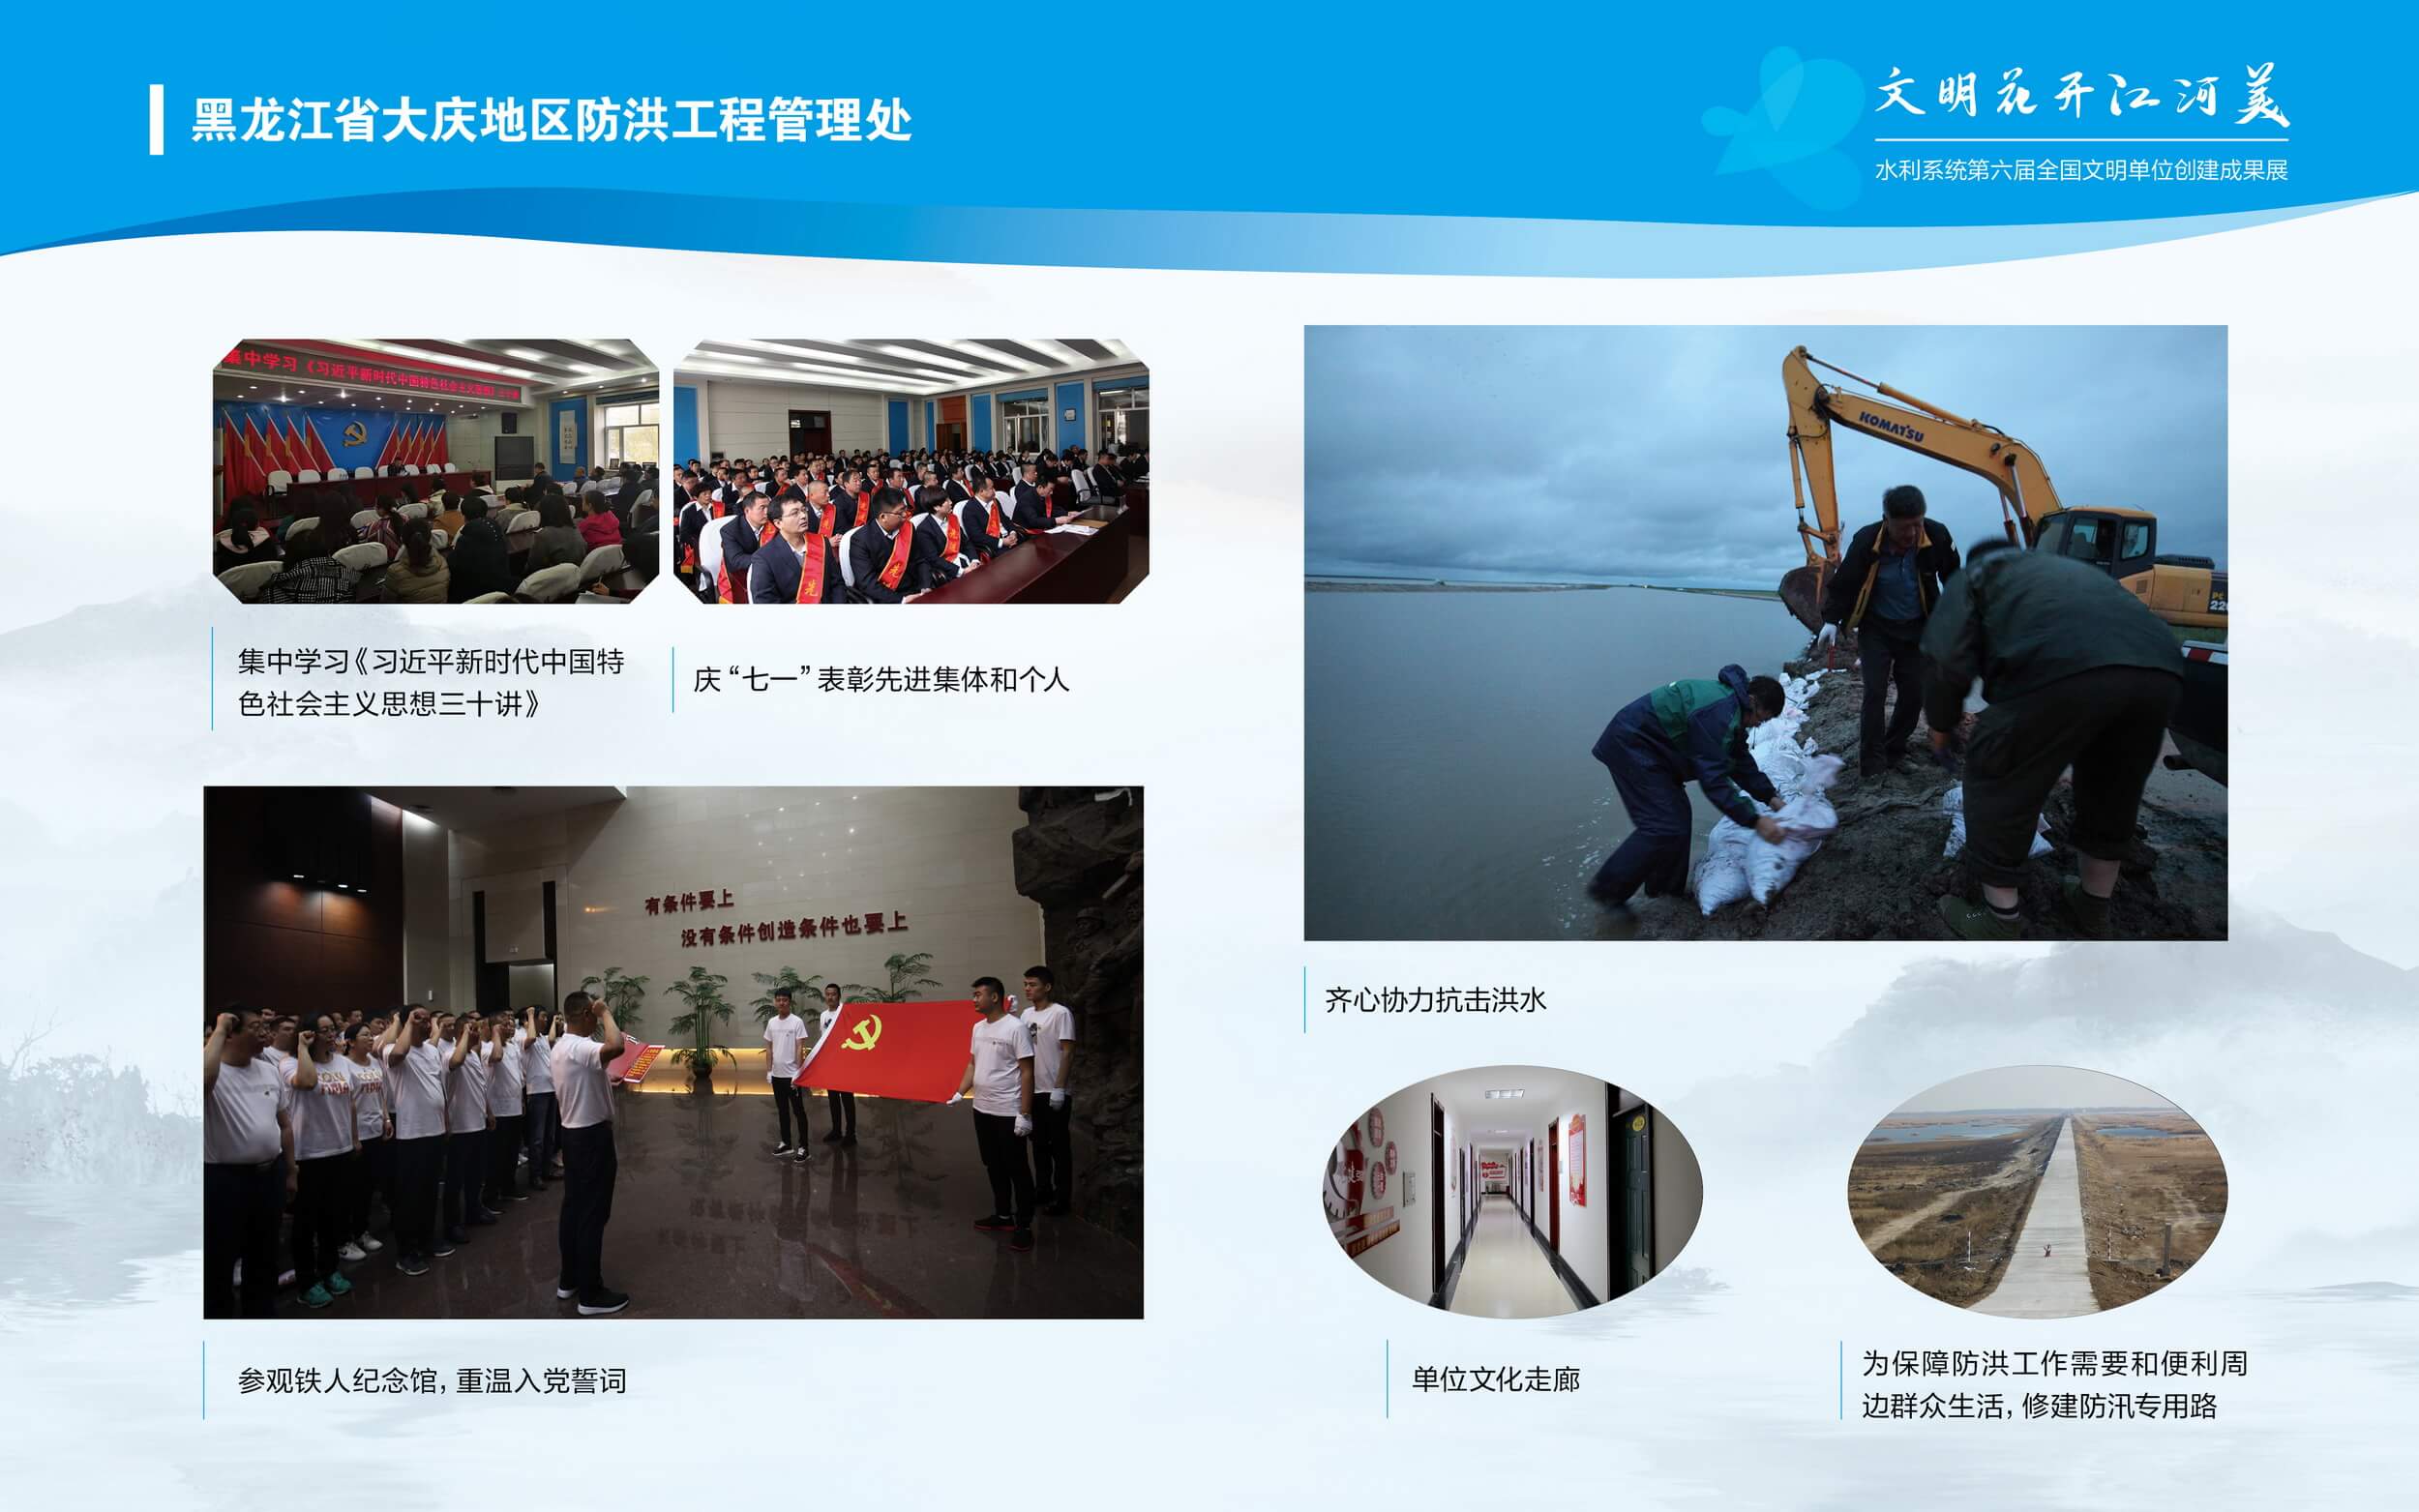 黑龙江省大庆地区防洪工程管理处
文明花开江河美
水利系统第六届全国文明单位创建成果展
集中学习《习近平新时代中国特色社会主义思想》三十讲
集中学习《习近平新时代中国特
色社会主义思想三十讲》
庆“七一”表彰先进集体和个人
有条件要上
没有条件创造条件也要上
参观铁人纪念馆, 重温入党誓词
KOMATSU
PC
220
齐心协力抗击洪水
单位文化走廊
为保障防洪工作需要和便利周
边群众生活, 修建防汛专用路